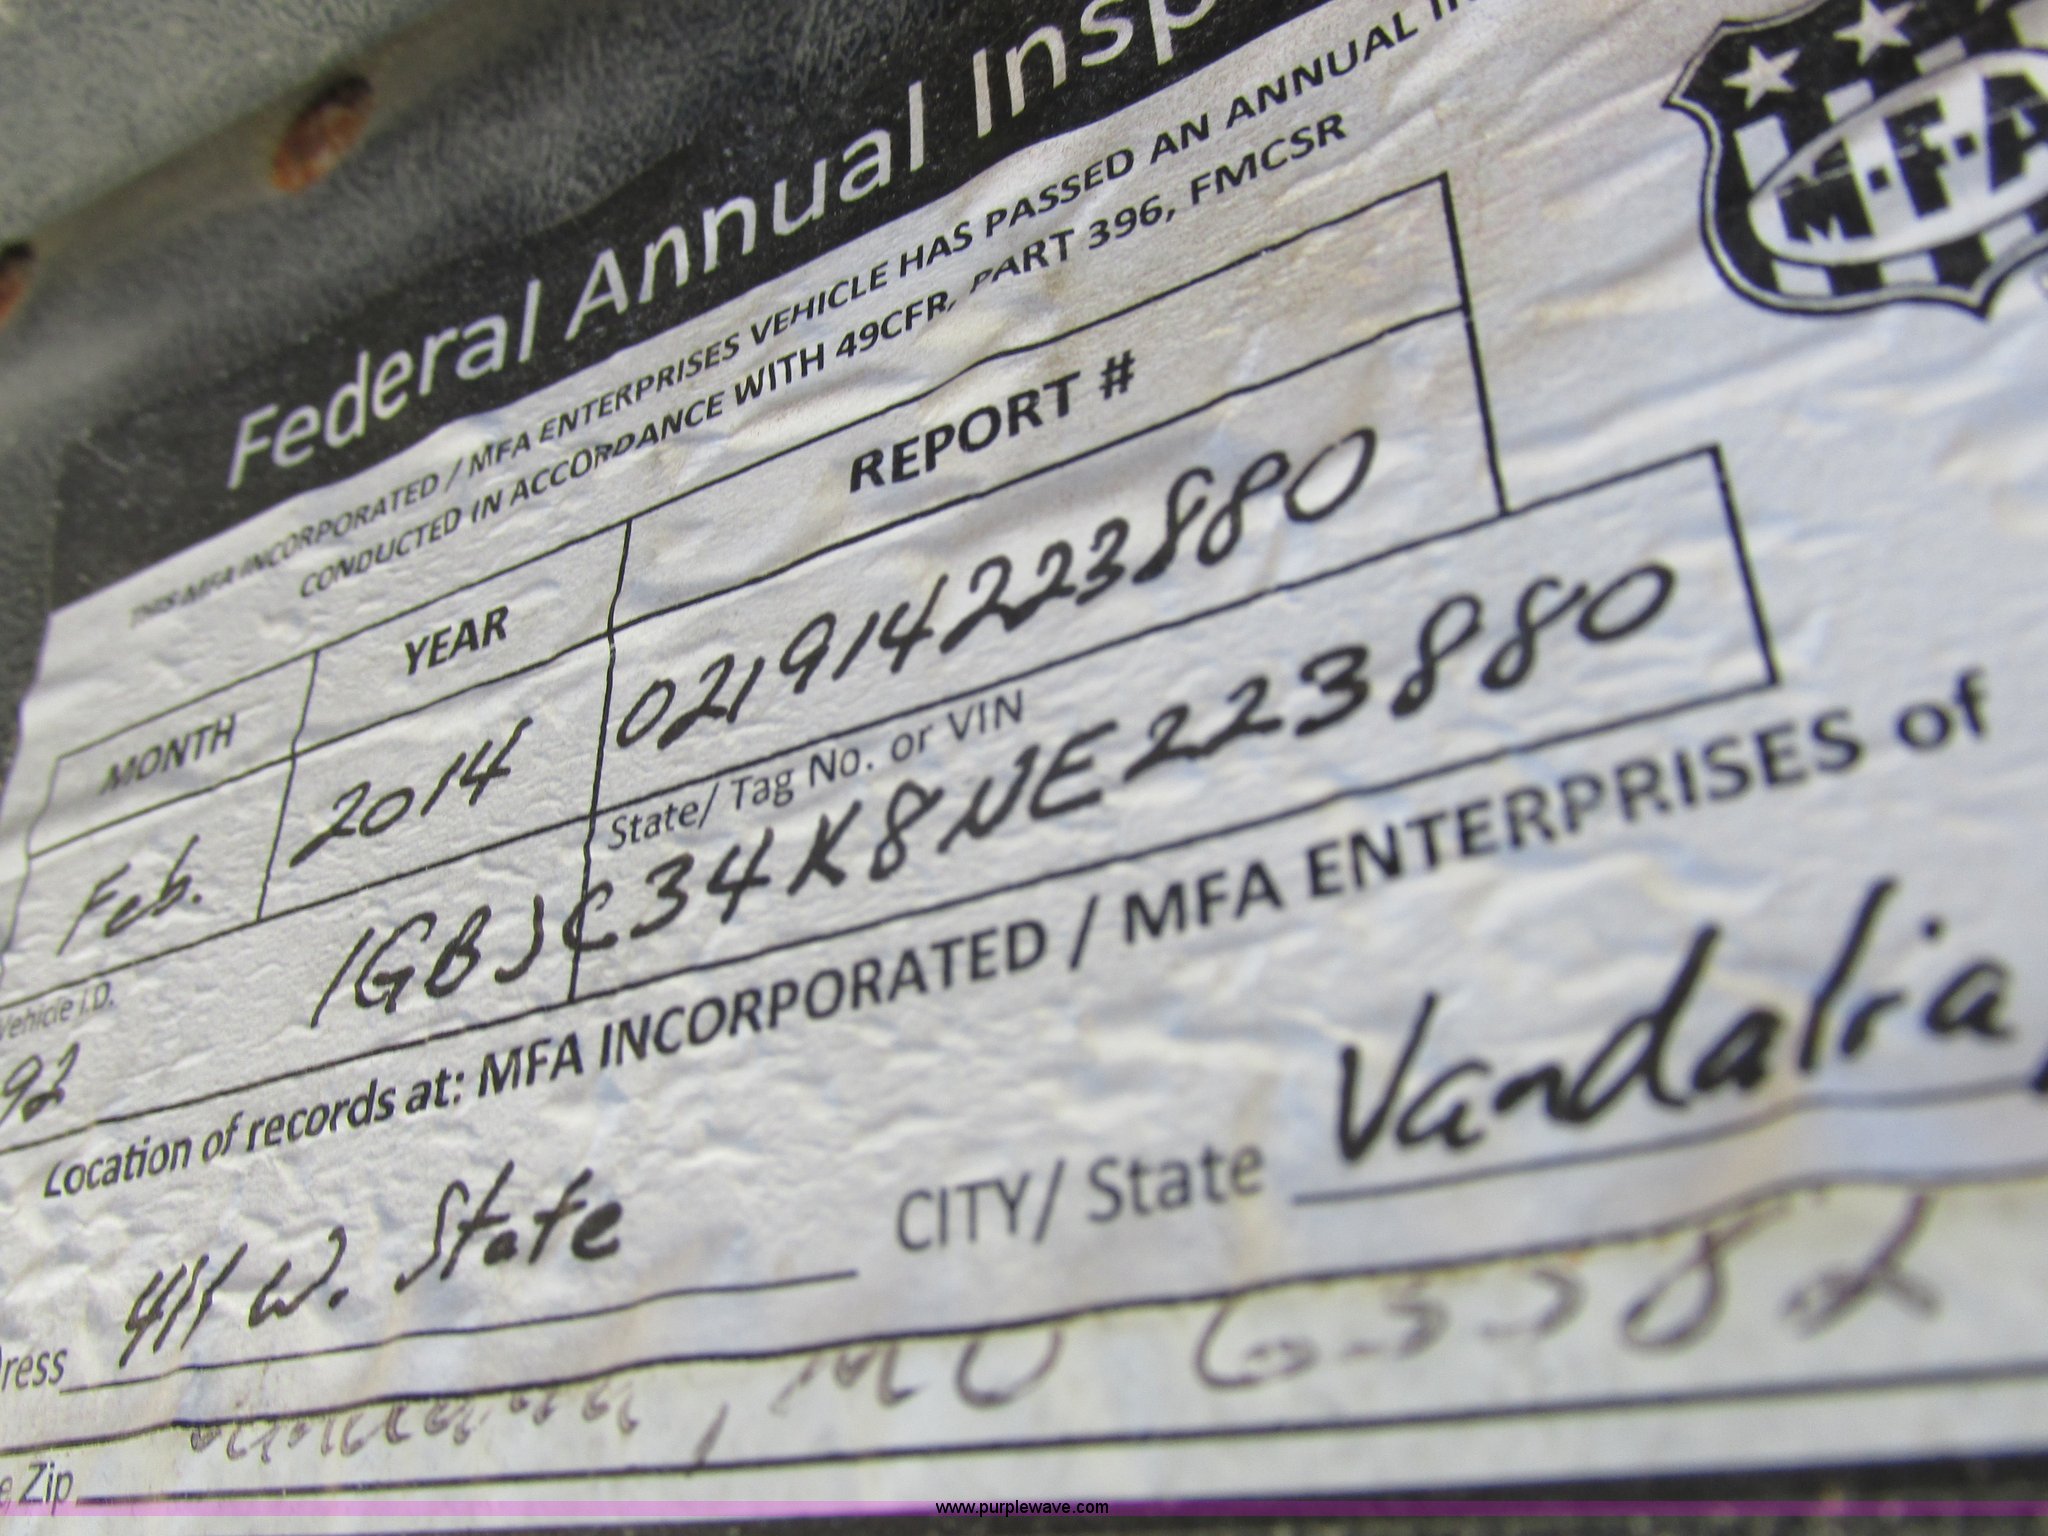 Federal Annual Insp
THIS MFA INCORPORATED / MFA ENTERPRISES VEHICLE HAS PASSED AN ANNUAL IN
CONDUCTED IN ACCORDANCE WITH 49CFR, PART 396, FMCSR
M.F.A
MONTH YEAR REPORT #
Feb. 2014 021914223880
Vehicle I.D. State/ Tag No. or VIN
92 1GBJC34K8NE223880
Location of records at: MFA INCORPORATED / MFA ENTERPRISES of
ress 411 W. State CITY/ State Vandalia
e Zip , MO 63382
www.purplewave.com